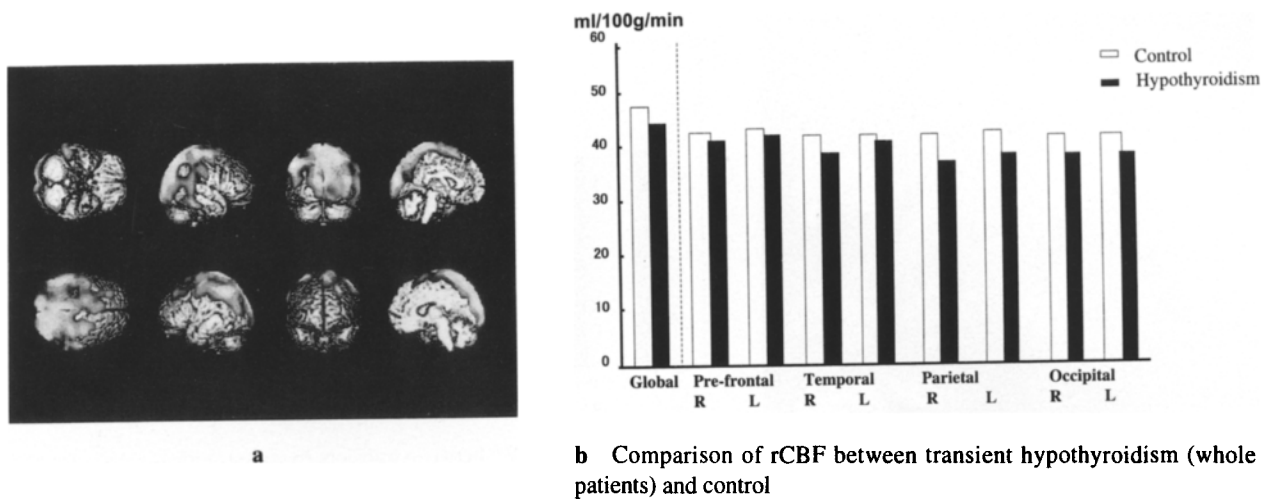 a
ml/100g/min
60
50
40
30
20
10
0
Control
Hypothyroidism
Global Pre-frontal Temporal Parietal Occipital
R L R L R L R L
b Comparison of rCBF between transient hypothyroidism (whole
patients) and control